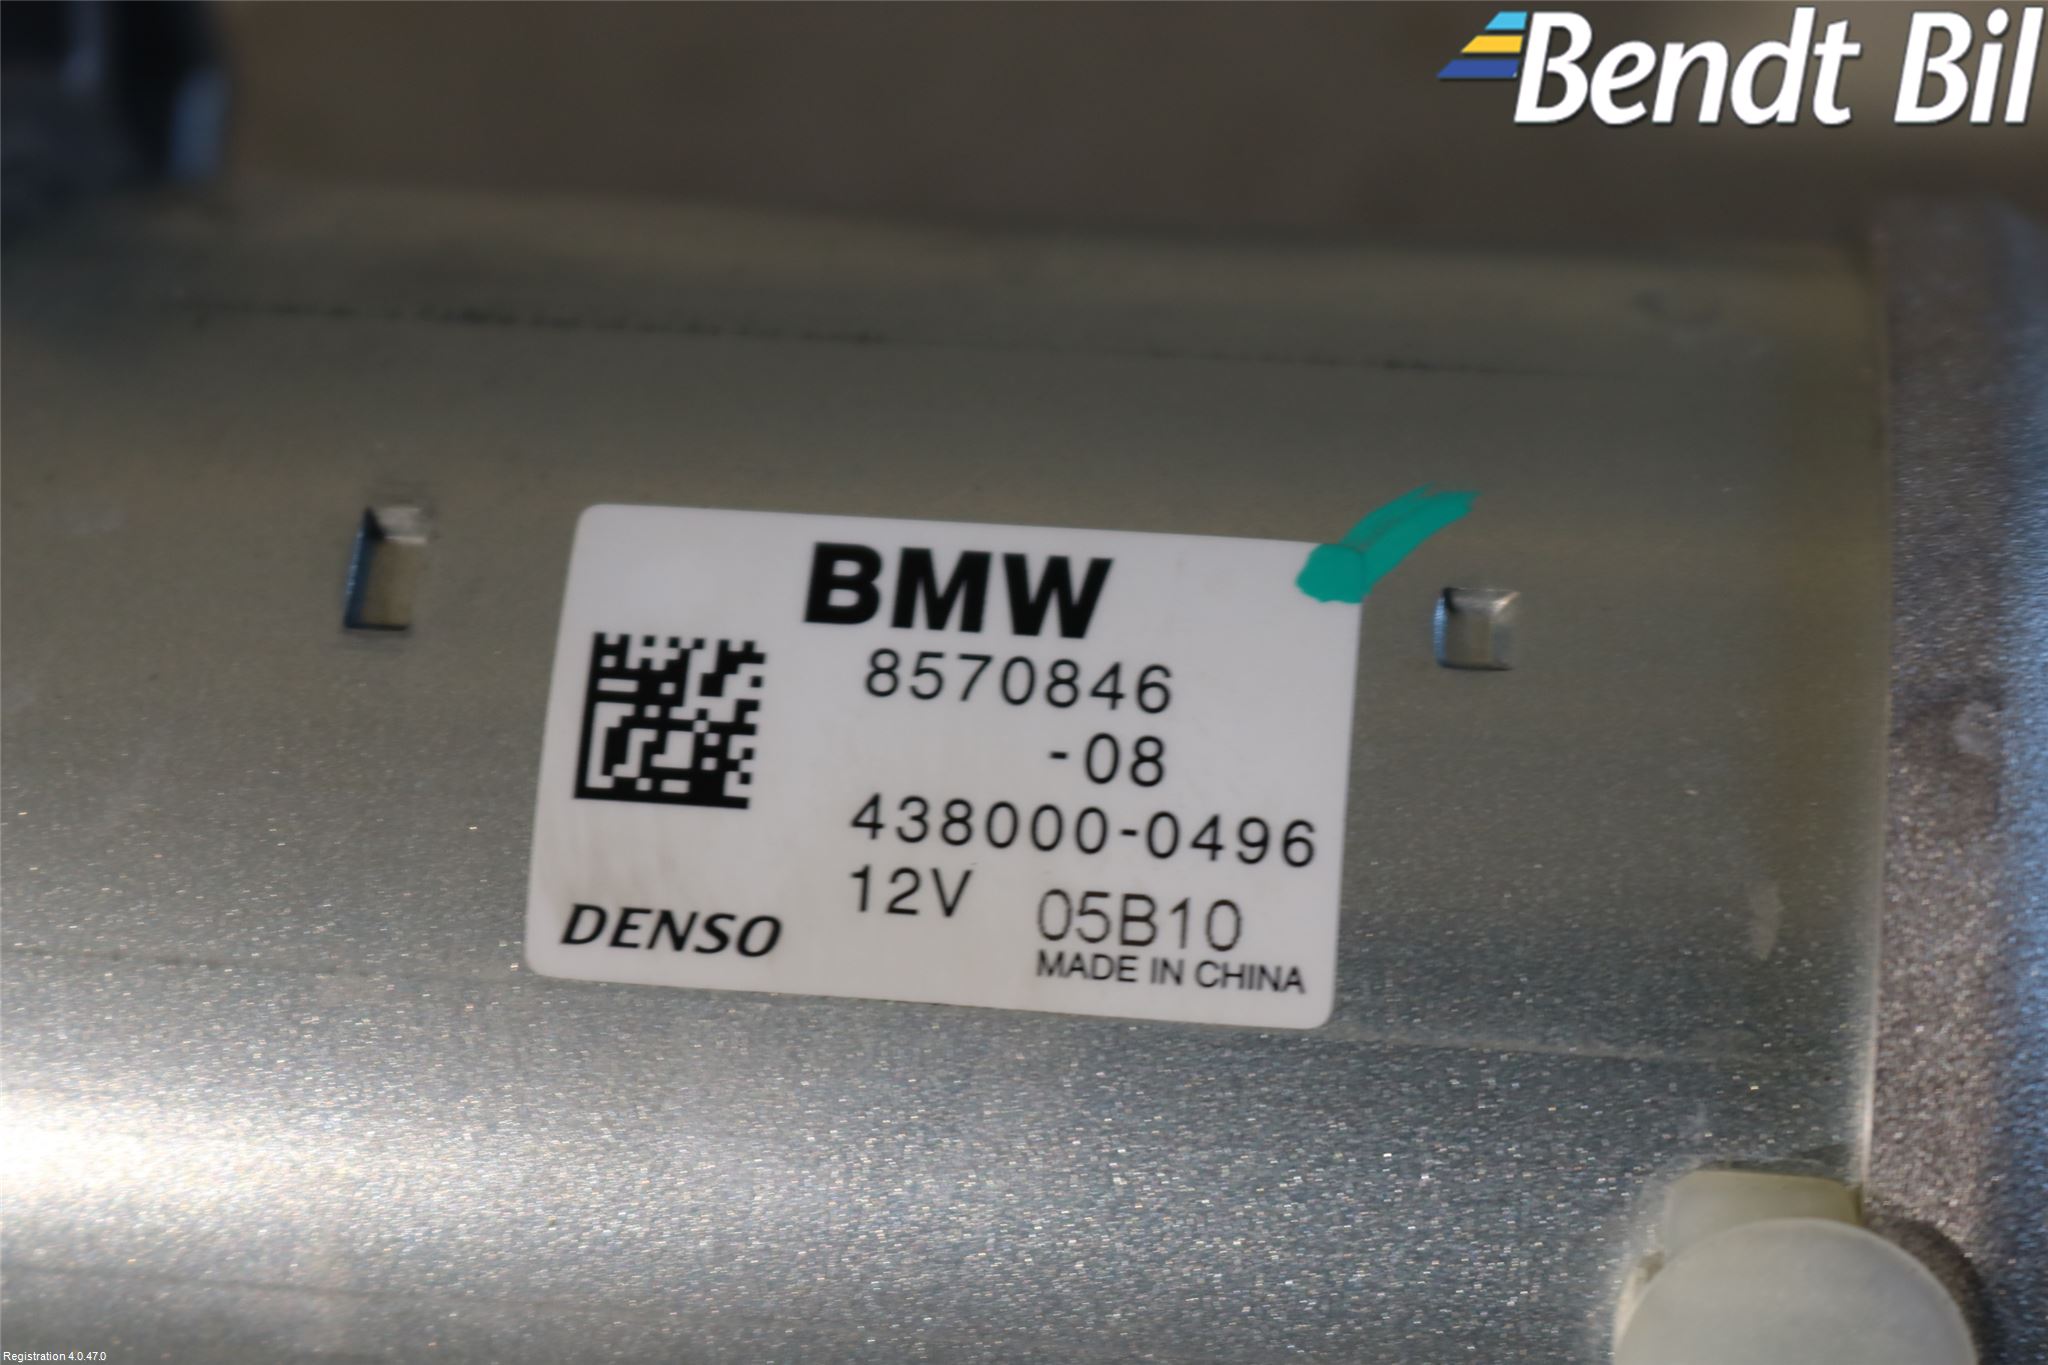 Bendt Bil
BMW
8570846
-08
438000-0496
12V 05B10
DENSO
MADE IN CHINA
Registration 4.0.47.0